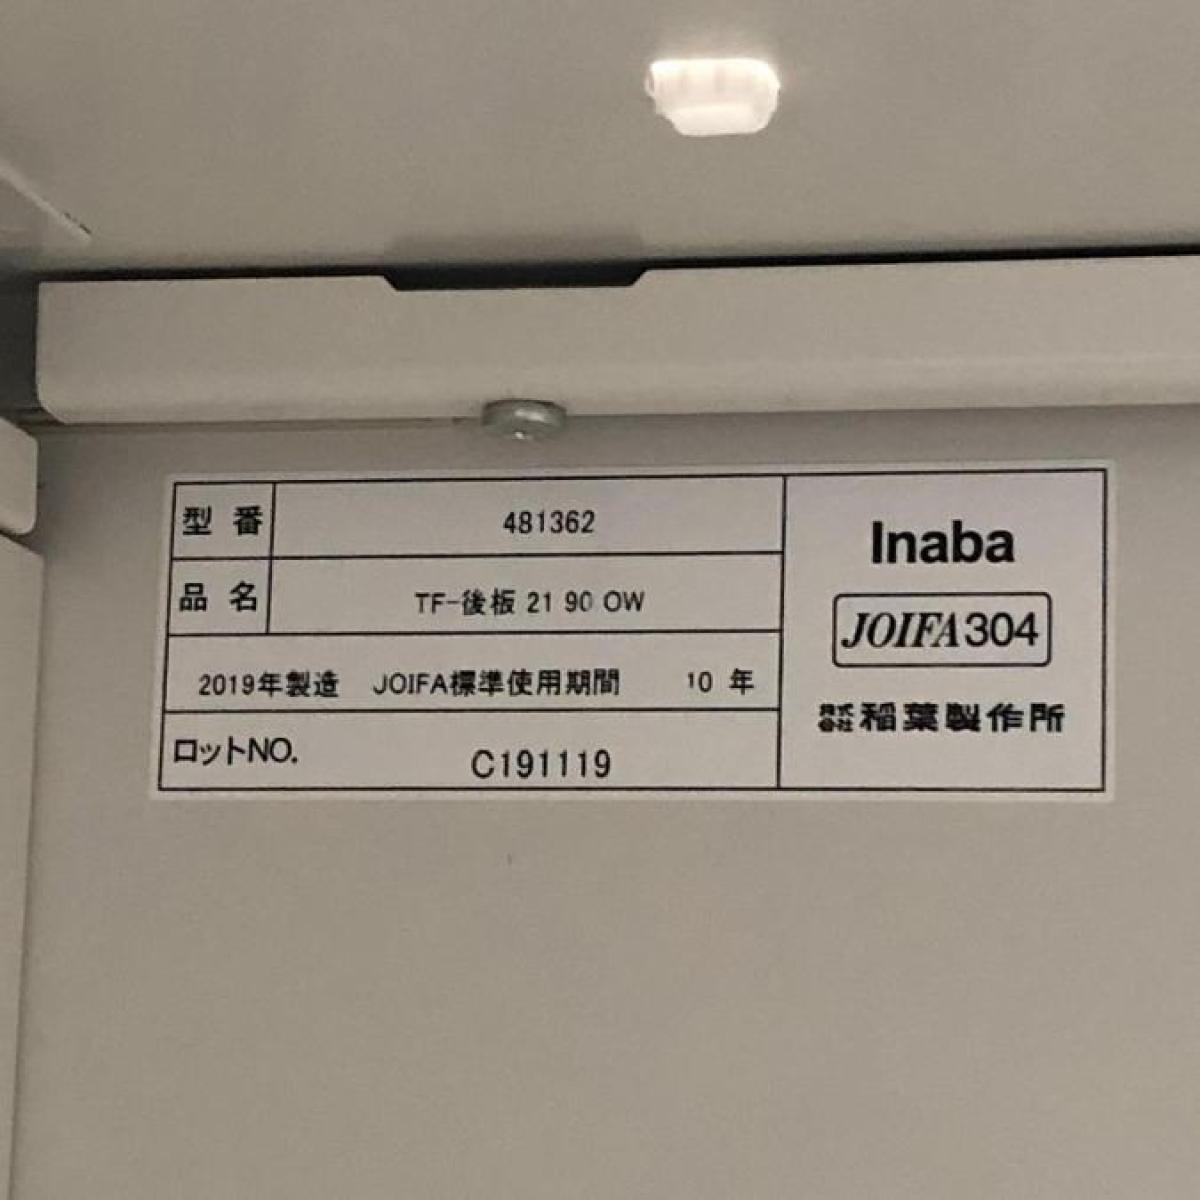 型 番 481362
品 名 TF-後板 21 90 OW
2019年製造 JOIFA標準使用期間 10 年
ロットNO. C191119
Inaba
JOIFA304
株式会社 稲葉製作所